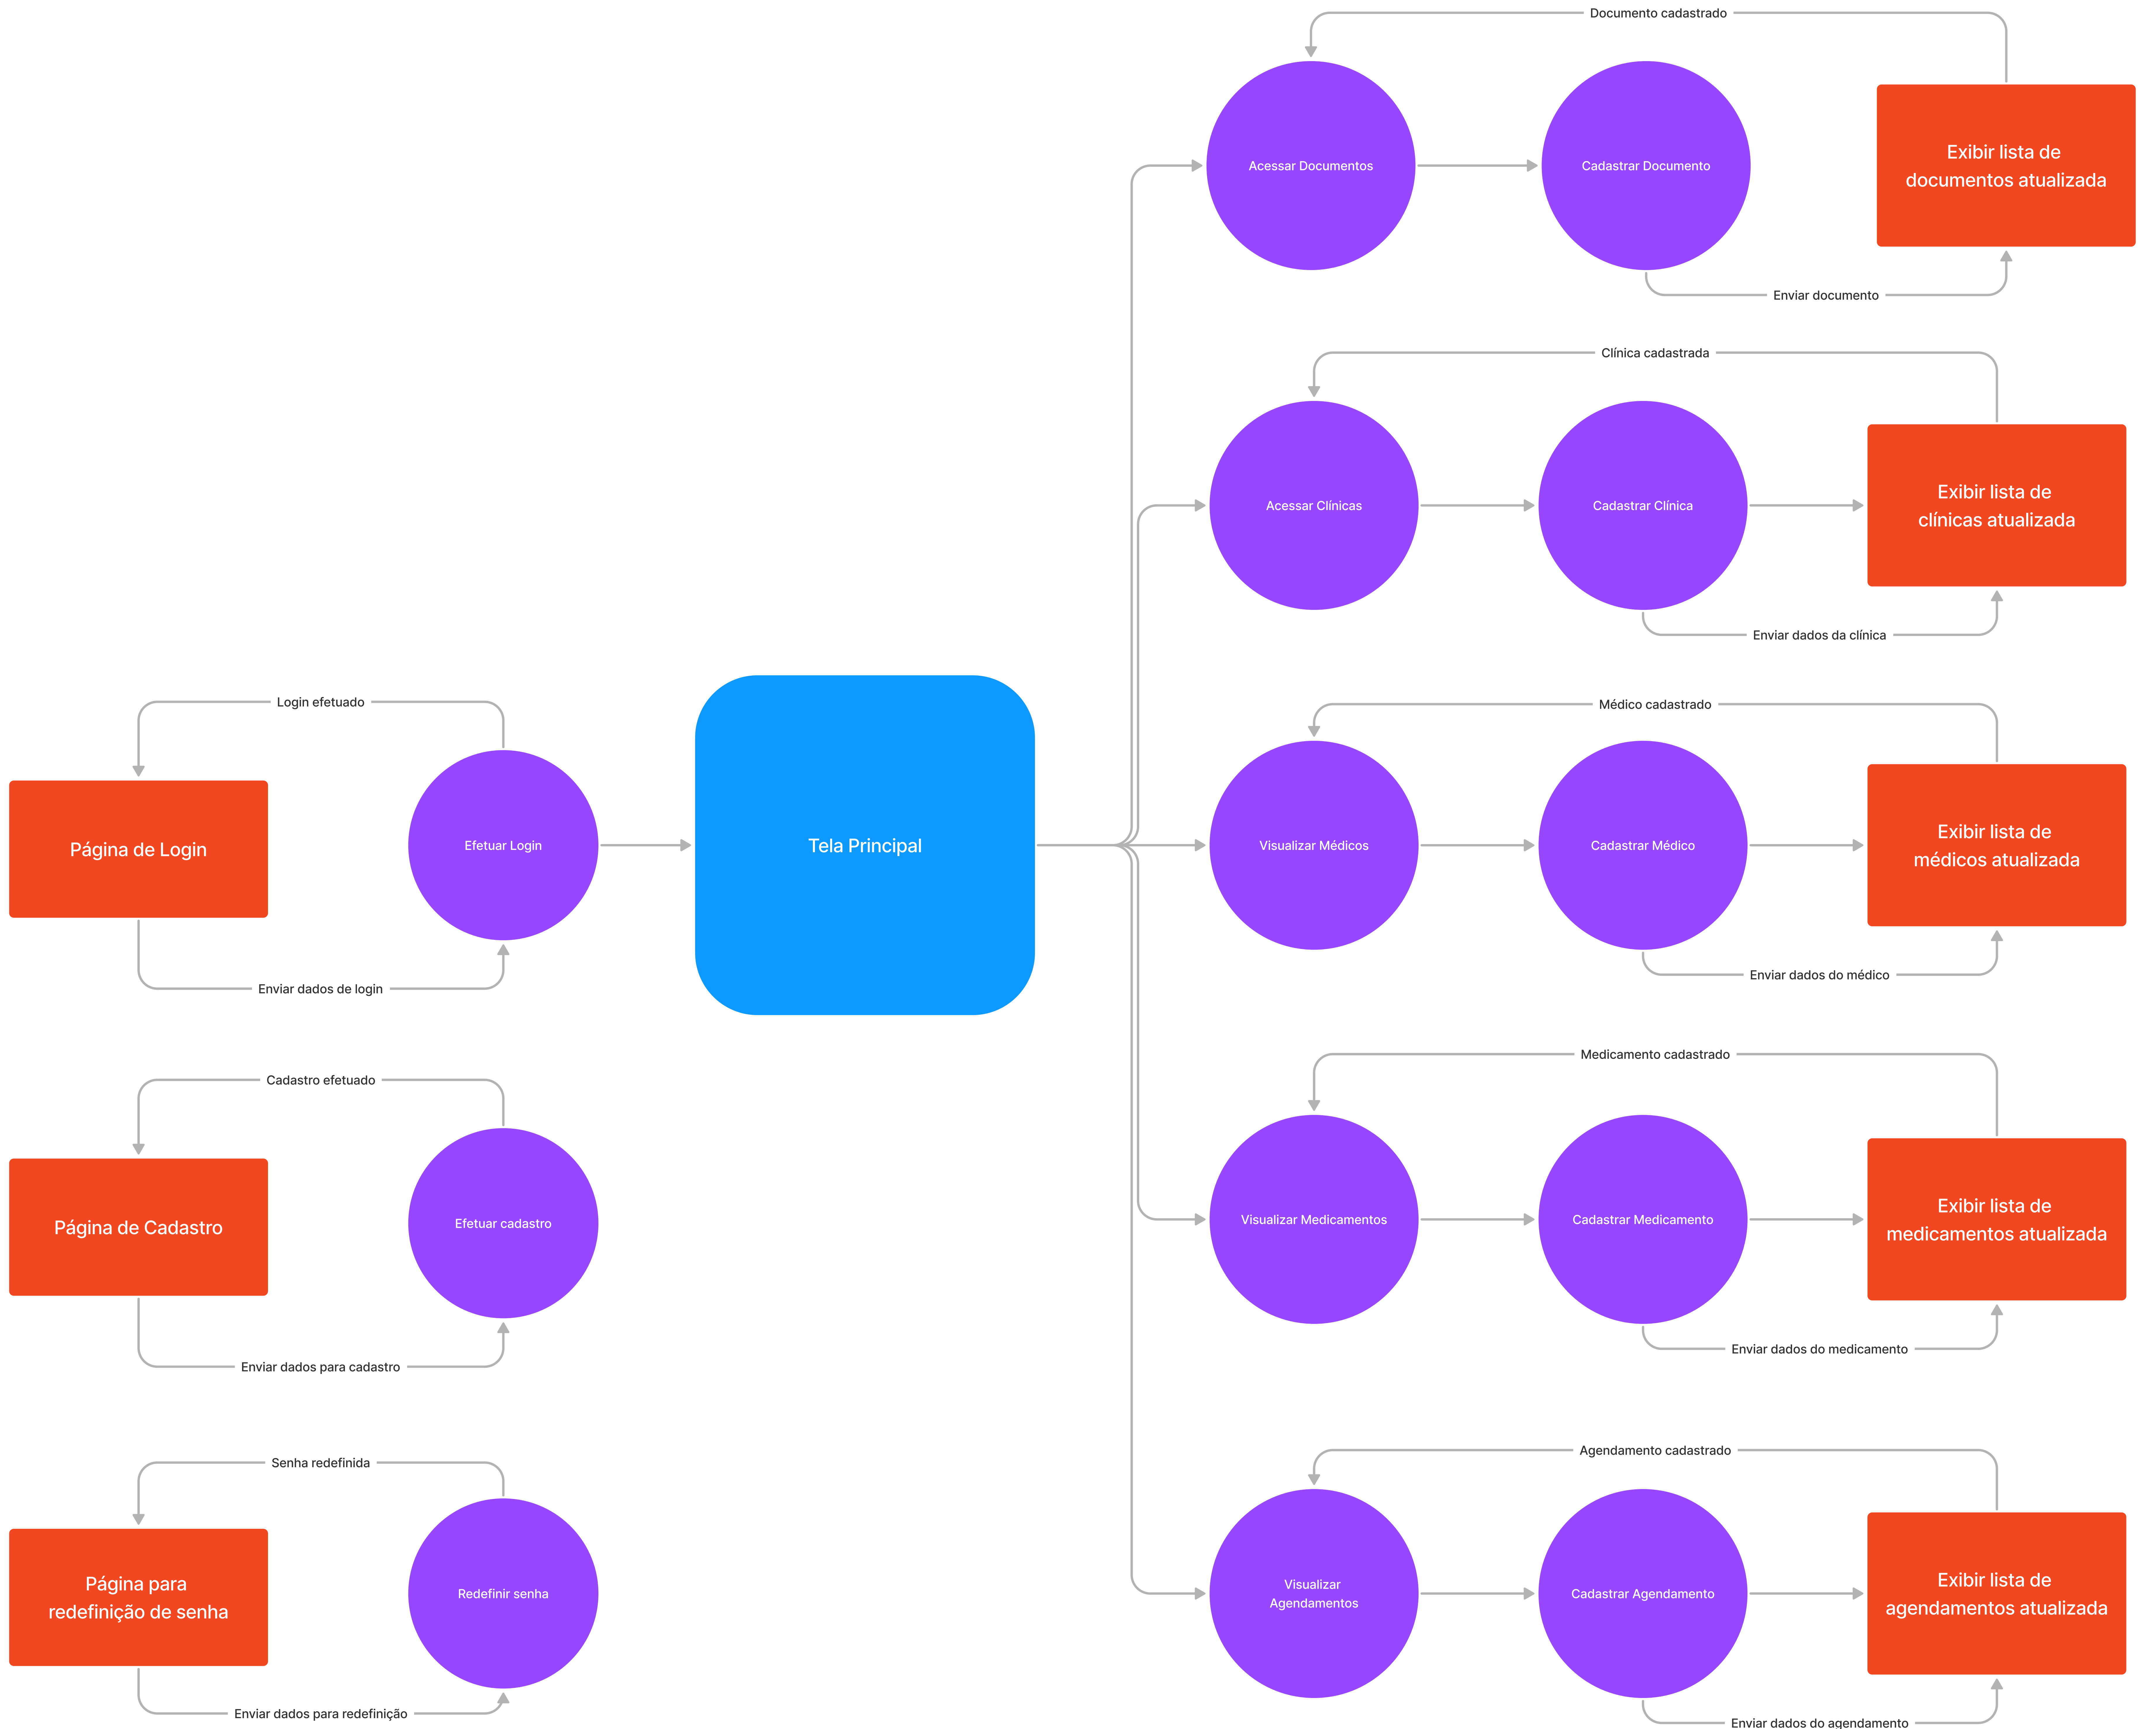 Documento cadastrado
Acessar Documentos
Cadastrar Documento
Exibir lista de
documentos atualizada
Enviar documento
Clínica cadastrada
Acessar Clínicas
Cadastrar Clínica
Exibir lista de
clínicas atualizada
Enviar dados da clínica
Login efetuado
Página de Login
Efetuar Login
Enviar dados de login
Tela Principal
Médico cadastrado
Visualizar Médicos
Cadastrar Médico
Exibir lista de
médicos atualizada
Enviar dados do médico
Cadastro efetuado
Página de Cadastro
Efetuar cadastro
Enviar dados para cadastro
Medicamento cadastrado
Visualizar Medicamentos
Cadastrar Medicamento
Exibir lista de
medicamentos atualizada
Enviar dados do medicamento
Senha redefinida
Página para
redefinição de senha
Redefinir senha
Enviar dados para redefinição
Agendamento cadastrado
Visualizar
Agendamentos
Cadastrar Agendamento
Exibir lista de
agendamentos atualizada
Enviar dados do agendamento